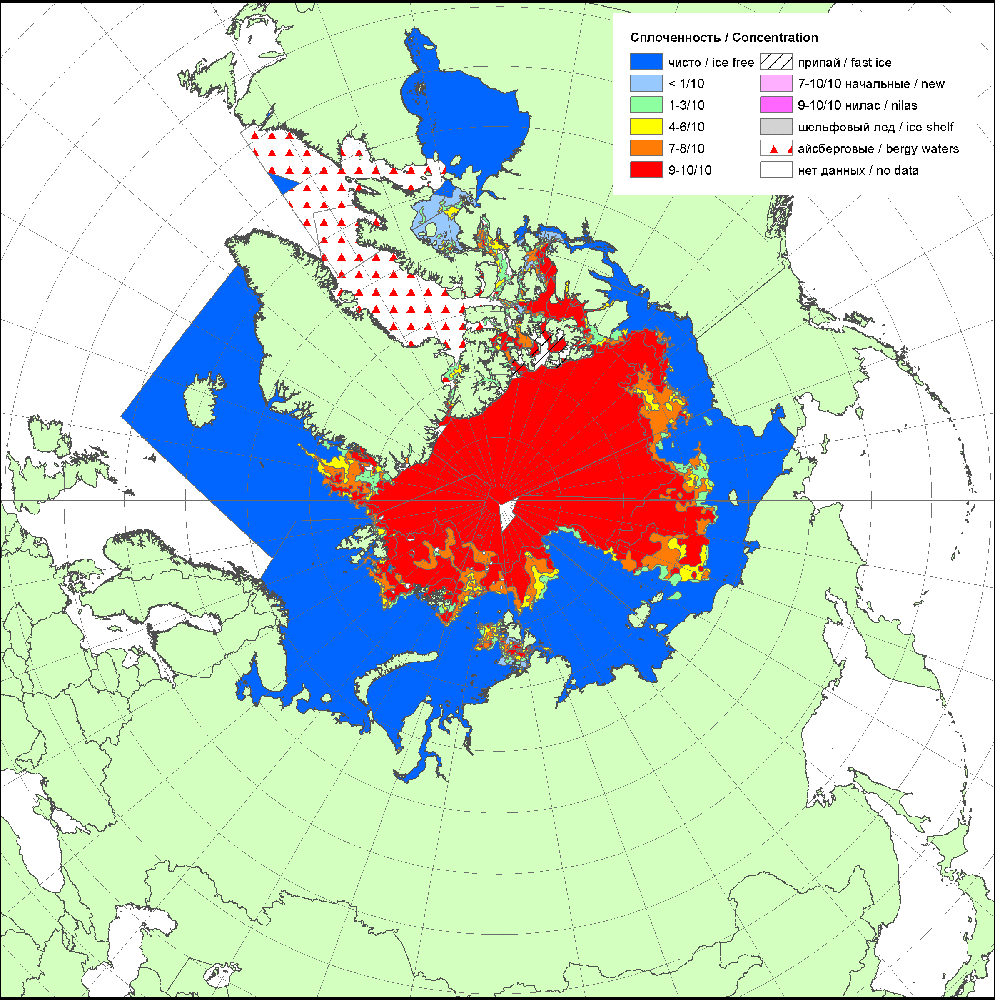 Сплоченность / Concentration
чисто / ice free
< 1/10
1-3/10
4-6/10
7-8/10
9-10/10
припай / fast ice
7-10/10 начальные / new
9-10/10 нилас / nilas
шельфовый лед / ice shelf
айсберговые / bergy waters
нет данных / no data